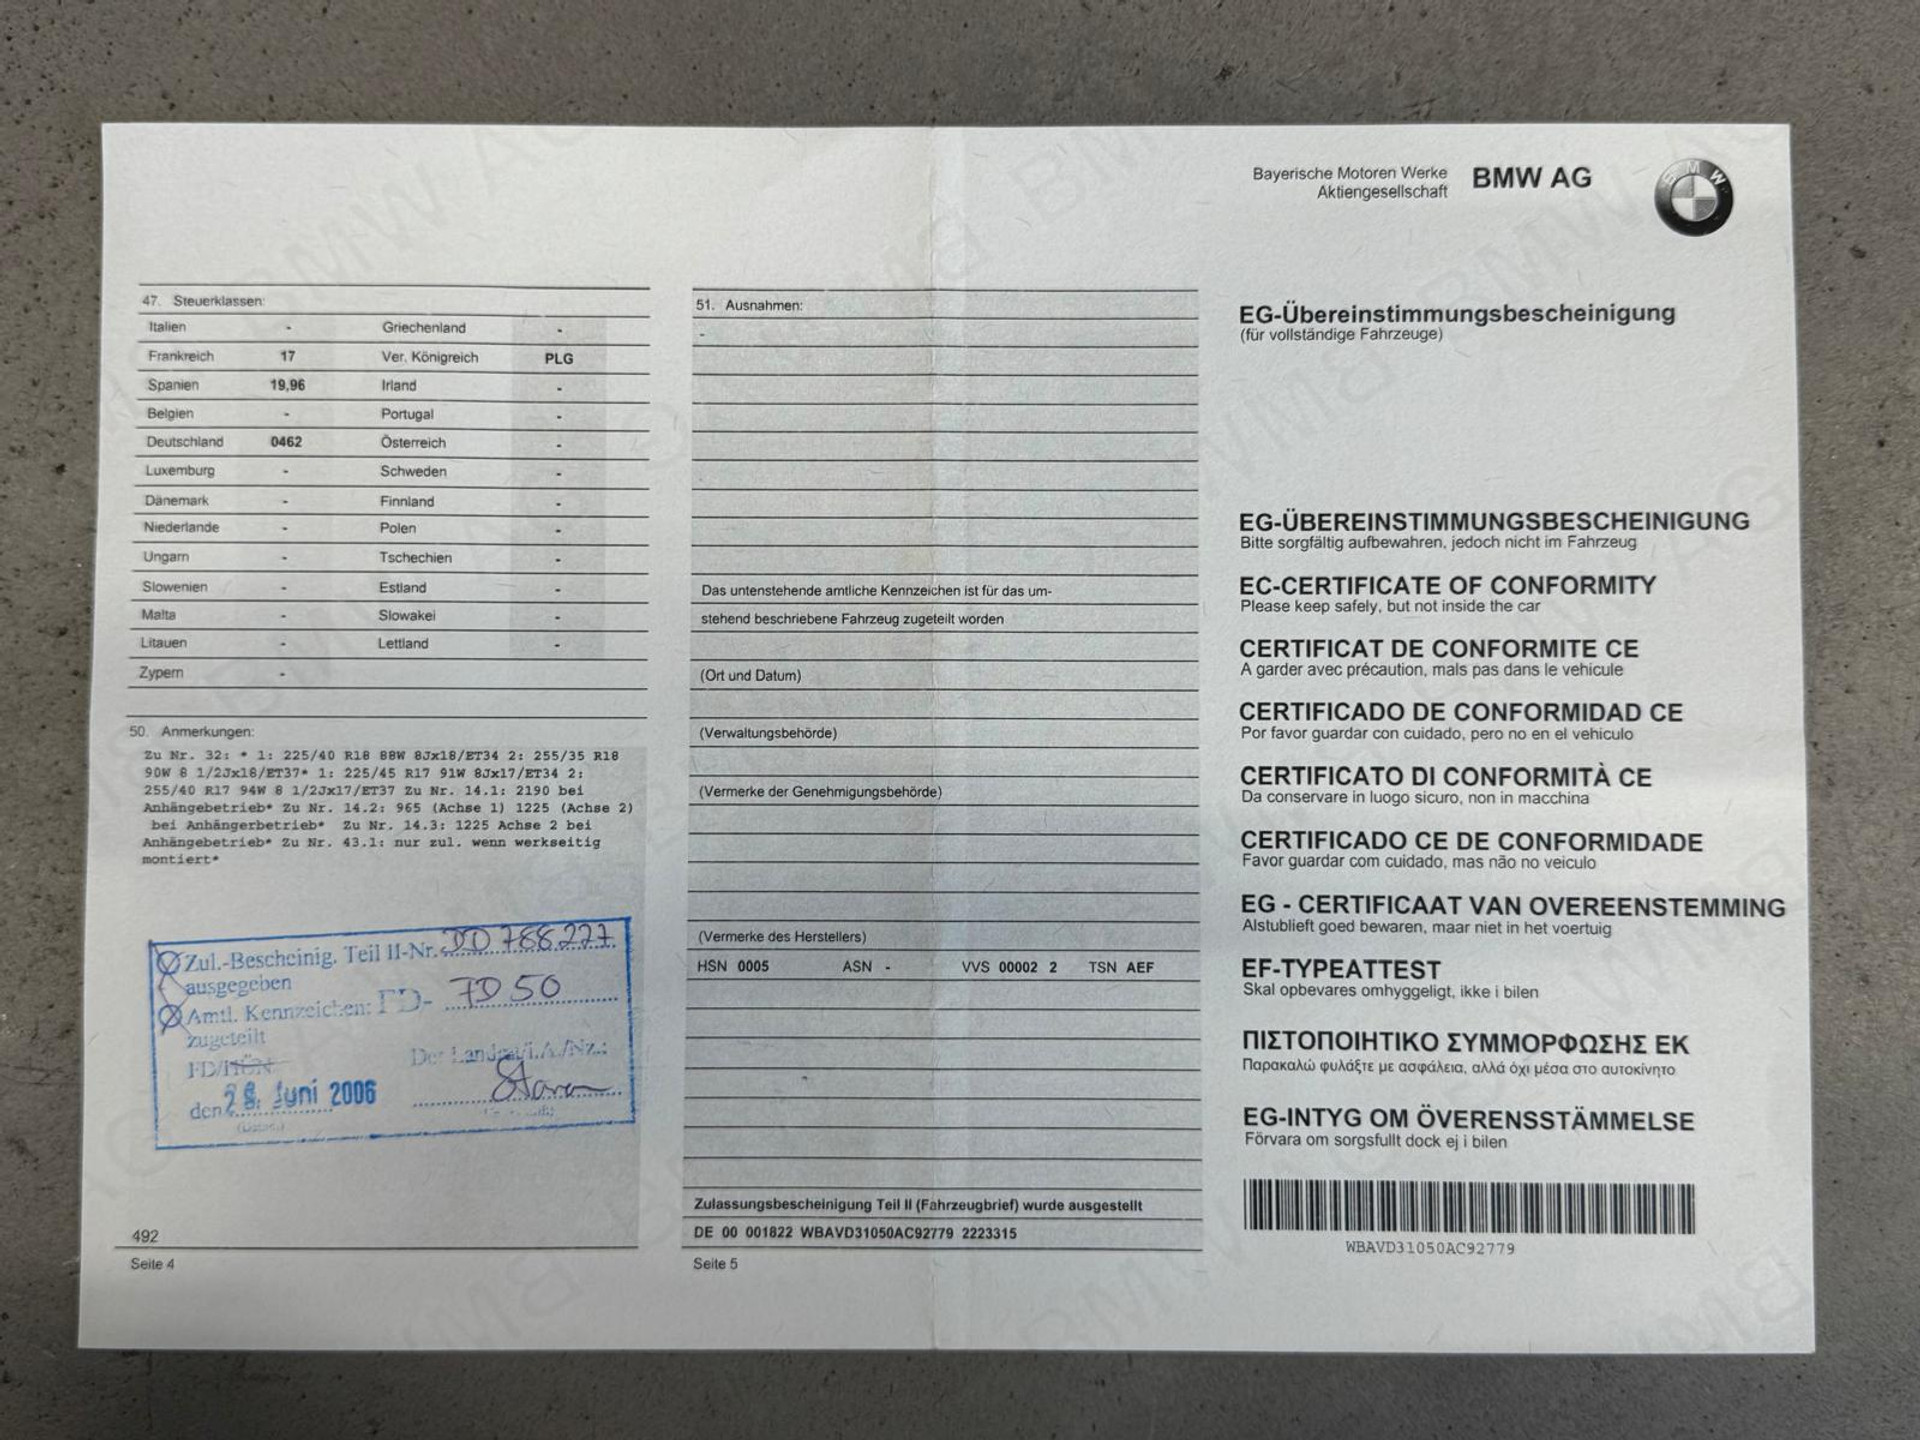 47. Steuerklassen:
Italien - Griechenland -
Frankreich 17 Ver. Königreich PLG
Spanien 19,96 Irland -
Belgien - Portugal -
Deutschland 0462 Österreich -
Luxemburg - Schweden -
Dänemark - Finnland -
Niederlande - Polen -
Ungarn - Tschechien -
Slowenien - Estland -
Malta - Slowakei -
Litauen - Lettland -
Zypern -
50. Anmerkungen:
Zu Nr. 32: * 1: 225/40 R18 88W 8Jx18/ET34 2: 255/35 R18
90W 8 1/2Jx18/ET37* 1: 225/45 R17 91W 8Jx17/ET34 2:
255/40 R17 94W 8 1/2Jx17/ET37 Zu Nr. 14.1: 2190 bei
Anhängebetrieb* Zu Nr. 14.2: 965 (Achse 1) 1225 (Achse 2)
bei Anhängerbetrieb* Zu Nr. 14.3: 1225 Achse 2 bei
Anhängebetrieb* Zu Nr. 43.1: nur zul. wenn werkseitig
montiert*
Zul.-Bescheinig. Teil II-Nr. DD 788227
ausgegeben
Amtl. Kennzeichen: FD- 7D 50
zugeteilt
FD/HÜN Der Landrat/i.A./Nz.:
den 28. Juni 2006
492
Seite 4
51. Ausnahmen:
-
Das untenstehende amtliche Kennzeichen ist für das um-
stehend beschriebene Fahrzeug zugeteilt worden
(Ort und Datum)
(Verwaltungsbehörde)
(Vermerke der Genehmigungsbehörde)
(Vermerke des Herstellers)
HSN 0005 ASN - VVS 00002 2 TSN AEF
Zulassungsbescheinigung Teil II (Fahrzeugbrief) wurde ausgestellt
DE 00 001822 WBAVD31050AC92779 2223315
Seite 5
Bayerische Motoren Werke
Aktiengesellschaft
BMW AG
BMW
EG-Übereinstimmungsbescheinigung
(für vollständige Fahrzeuge)
EG-ÜBEREINSTIMMUNGSBESCHEINIGUNG
Bitte sorgfältig aufbewahren, jedoch nicht im Fahrzeug
EC-CERTIFICATE OF CONFORMITY
Please keep safely, but not inside the car
CERTIFICAT DE CONFORMITE CE
A garder avec précaution, mais pas dans le vehicule
CERTIFICADO DE CONFORMIDAD CE
Por favor guardar con cuidado, pero no en el vehiculo
CERTIFICATO DI CONFORMITÀ CE
Da conservare in luogo sicuro, non in macchina
CERTIFICADO CE DE CONFORMIDADE
Favor guardar com cuidado, mas não no veiculo
EG - CERTIFICAAT VAN OVEREENSTEMMING
Alstublieft goed bewaren, maar niet in het voertuig
EF-TYPEATTEST
Skal opbevares omhyggeligt, ikke i bilen
ΠΙΣΤΟΠΟΙΗΤΙΚΟ ΣΥΜΜΟΡΦΩΣΗΣ ΕΚ
Παρακαλώ φυλάξτε με ασφάλεια, αλλά όχι μέσα στο αυτοκίνητο
EG-INTYG OM ÖVERENSSTÄMMELSE
Förvara om sorgsfullt dock ej i bilen
WBAVD31050AC92779